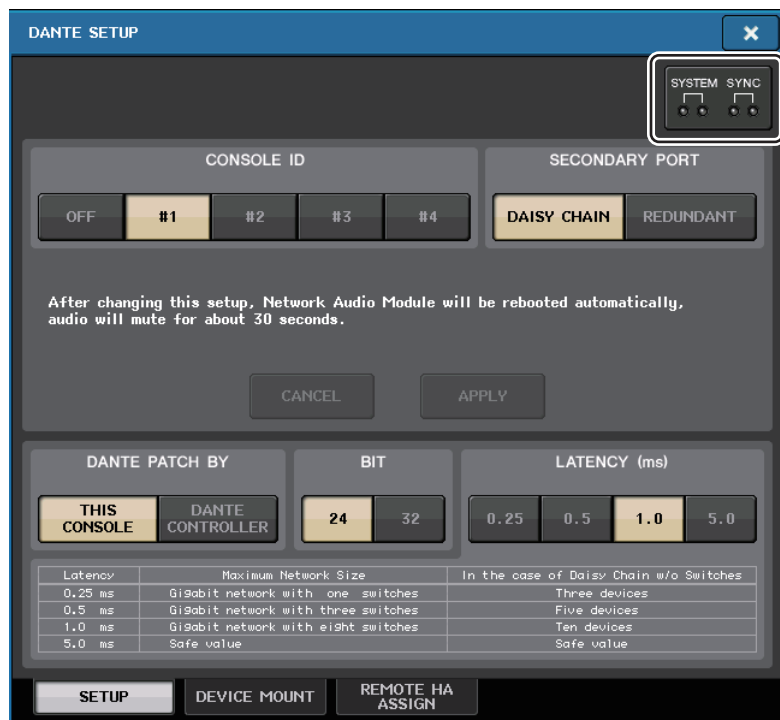 DANTE SETUP
SYSTEM SYNC
CONSOLE ID
SECONDARY PORT
OFF #1 #2 #3 #4
DAISY CHAIN REDUNDANT
After changing this setup, Network Audio Module will be rebooted automatically,
audio will mute for about 30 seconds.
CANCEL APPLY
DANTE PATCH BY
BIT
LATENCY (ms)
THIS CONSOLE
DANTE CONTROLLER
24 32
0.25 0.5 1.0 5.0
Latency Maximum Network Size In the case of Daisy Chain w/o Switches
0.25 ms Gigabit network with one switches Three devices
0.5 ms Gigabit network with three switches Five devices
1.0 ms Gigabit network with eight switches Ten devices
5.0 ms Safe value Safe value
SETUP DEVICE MOUNT REMOTE HA ASSIGN